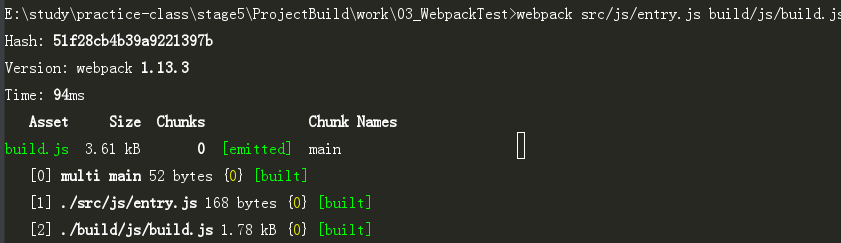 E:\study\practice-class\stage5\ProjectBuild\work\03_WebpackTest>webpack src/js/entry.js build/js/build.js
Hash: 51f28cb4b39a9221397b
Version: webpack 1.13.3
Time: 94ms
Asset Size Chunks Chunk Names
build.js 3.61 kB 0 [emitted] main
[0] multi main 52 bytes {0} [built]
[1] ./src/js/entry.js 168 bytes {0} [built]
[2] ./build/js/build.js 1.78 kB {0} [built]